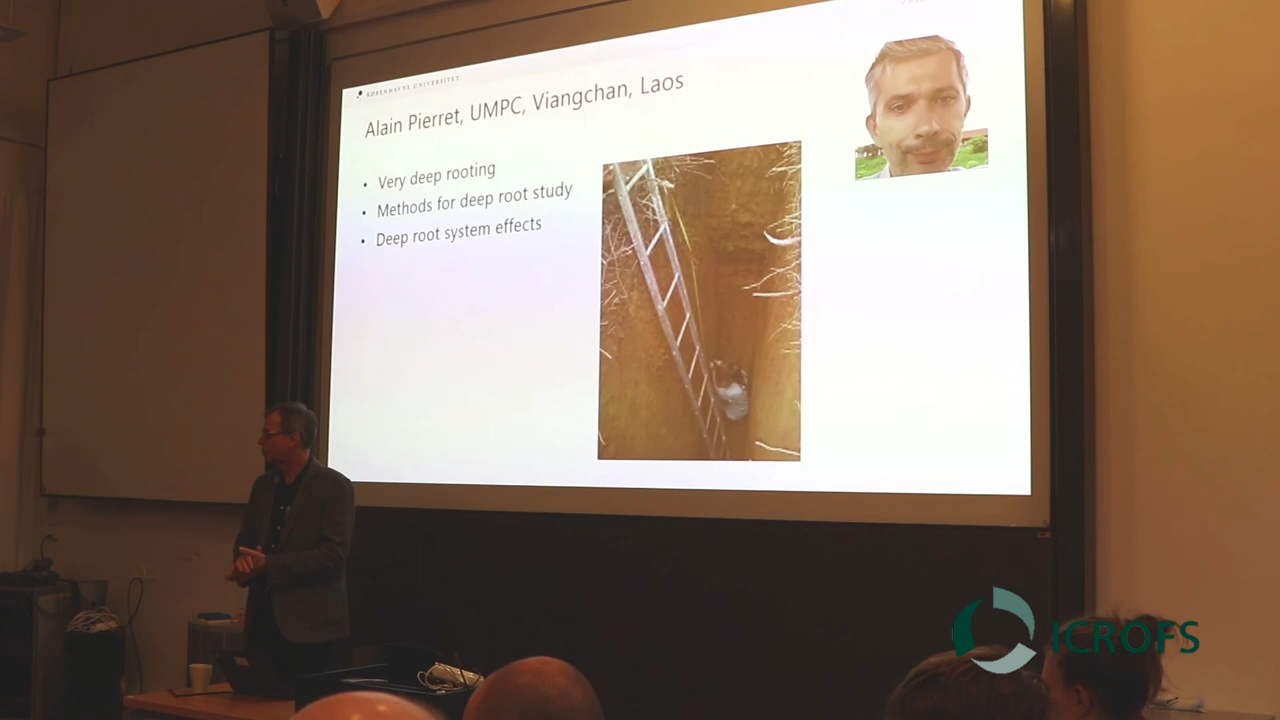 KØBENHAVNS UNIVERSITET
Alain Pierret, UMPC, Viangchan, Laos
• Very deep rooting
• Methods for deep root study
• Deep root system effects
ICROFS